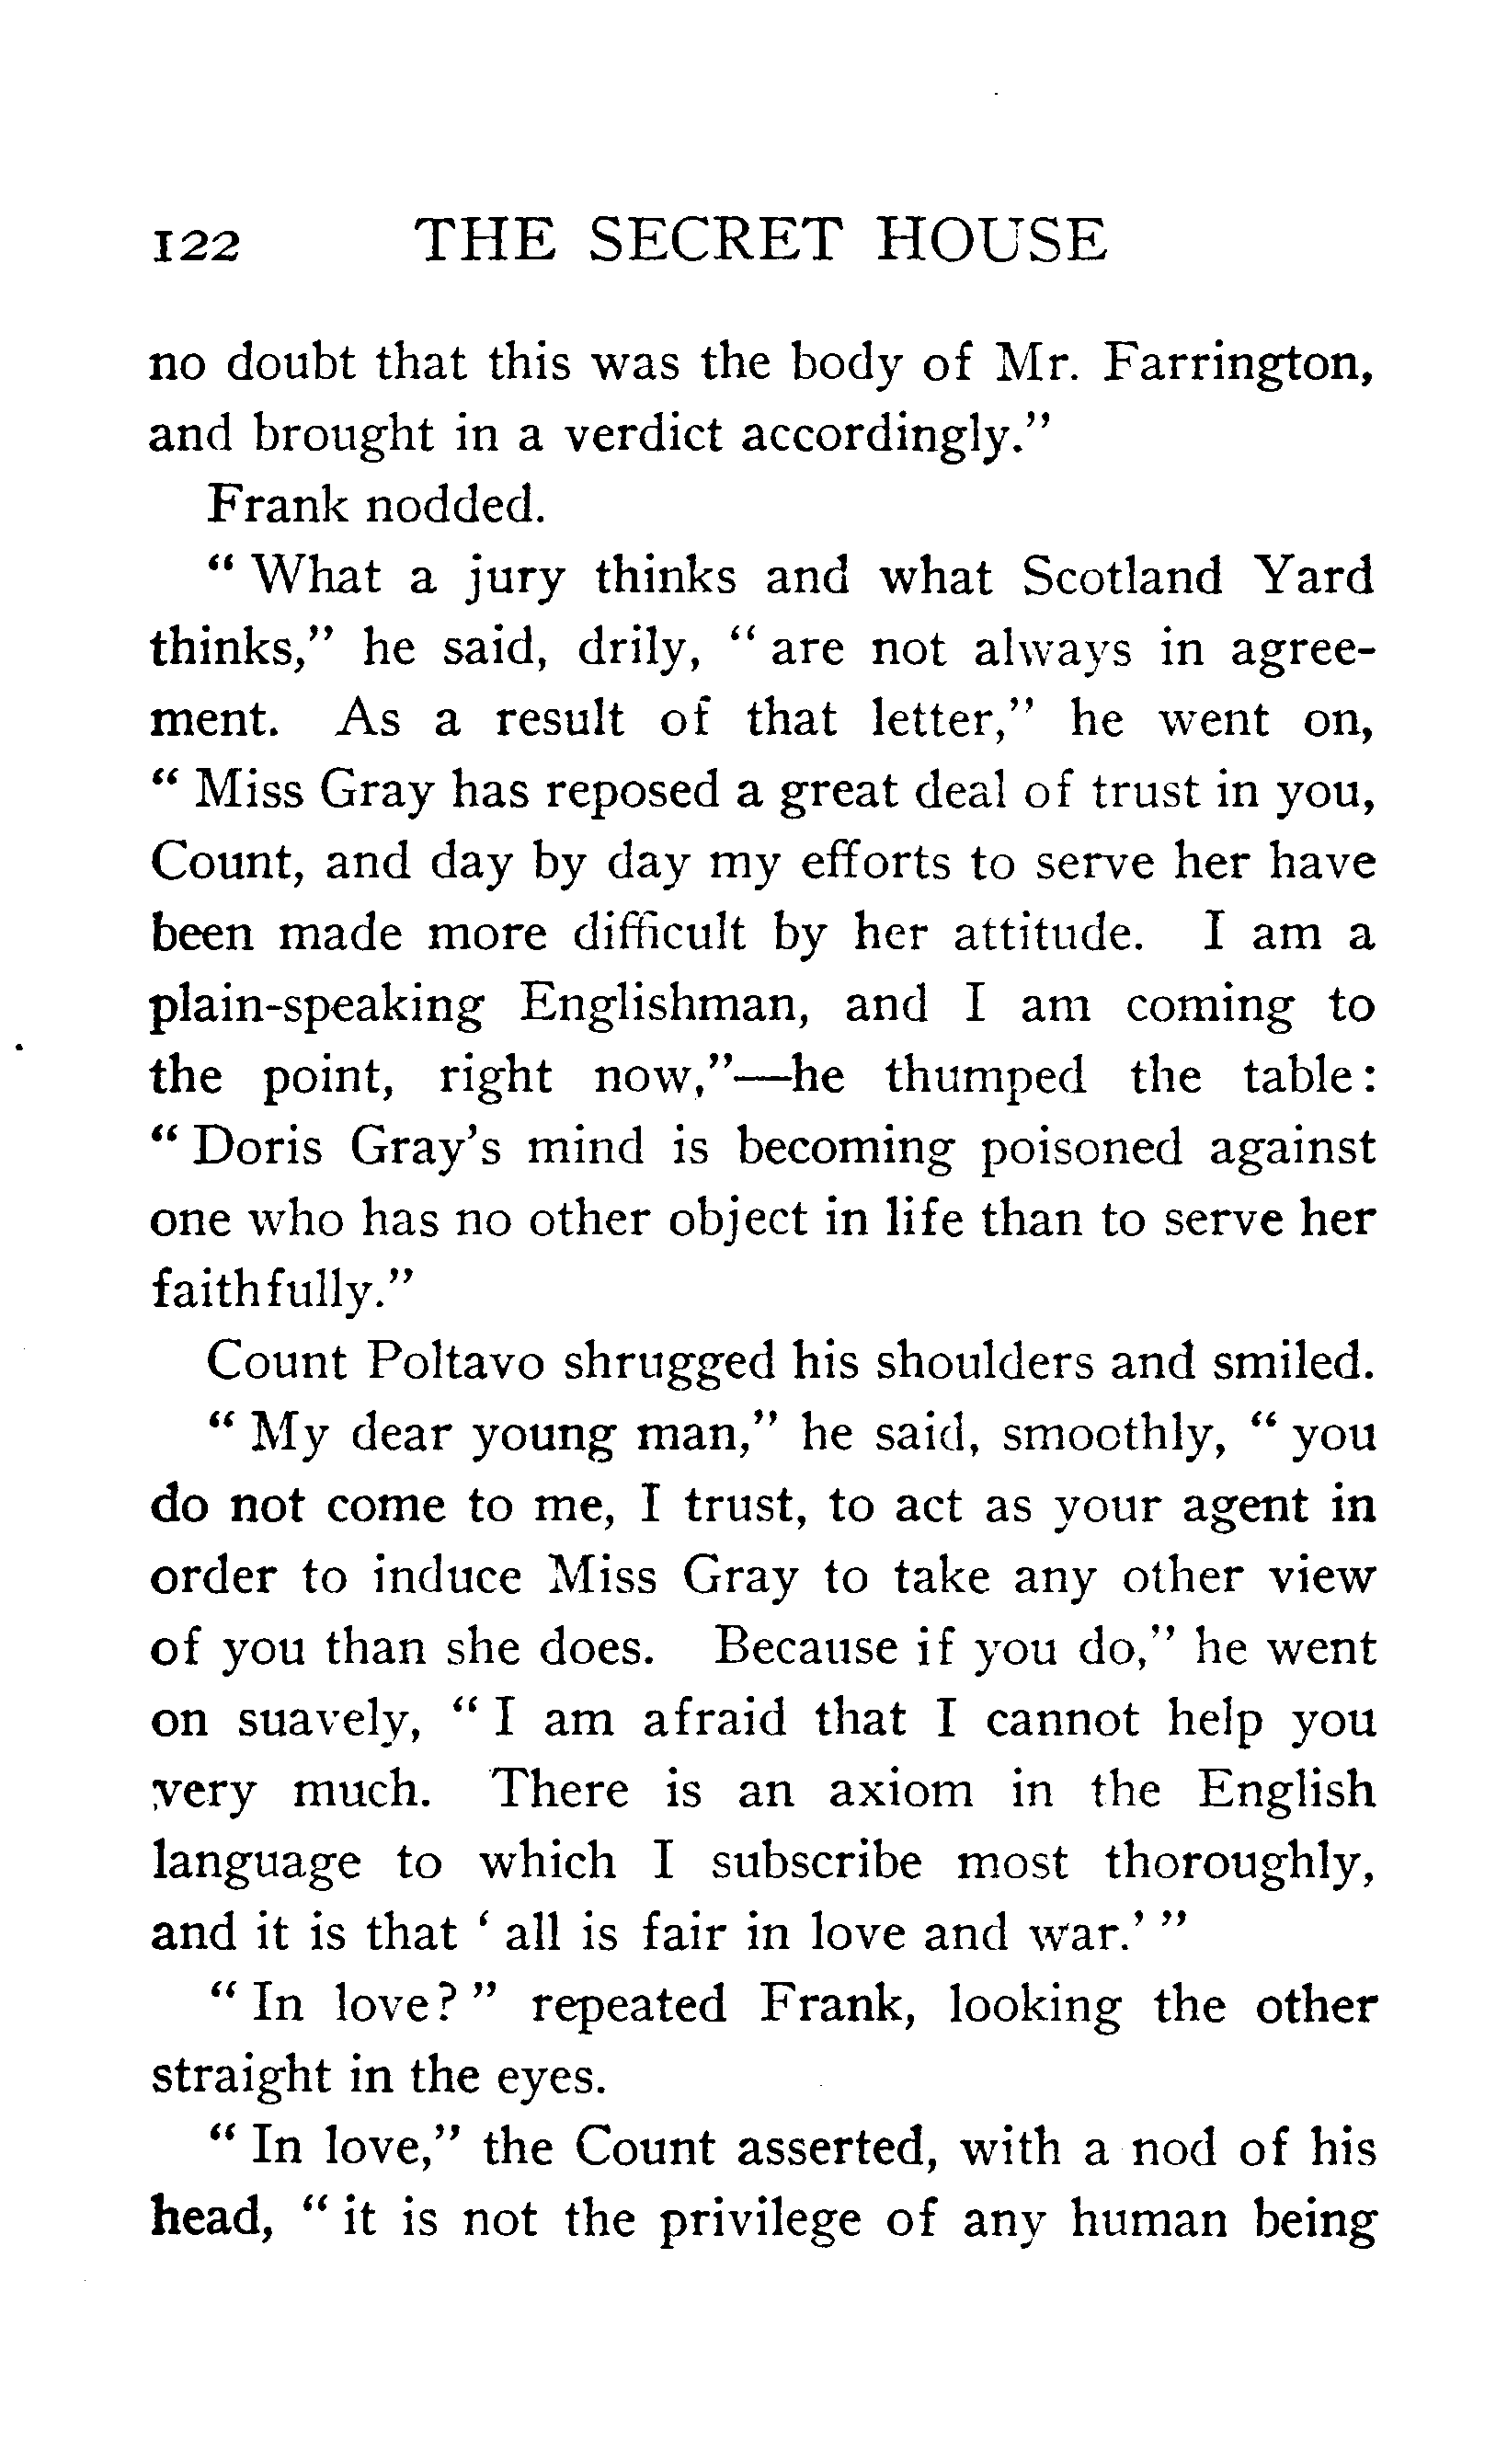 122 THE SECRET HOUSE
no doubt that this was the body of Mr. Farrington,
and brought in a verdict accordingly."
Frank nodded.
" What a jury thinks and what Scotland Yard
thinks," he said, drily, " are not always in agree-
ment. As a result of that letter," he went on,
" Miss Gray has reposed a great deal of trust in you,
Count, and day by day my efforts to serve her have
been made more difficult by her attitude. I am a
plain-speaking Englishman, and I am coming to
the point, right now,"—he thumped the table:
" Doris Gray's mind is becoming poisoned against
one who has no other object in life than to serve her
faithfully."
Count Poltavo shrugged his shoulders and smiled.
" My dear young man," he said, smoothly, " you
do not come to me, I trust, to act as your agent in
order to induce Miss Gray to take any other view
of you than she does. Because if you do," he went
on suavely, " I am afraid that I cannot help you
very much. There is an axiom in the English
language to which I subscribe most thoroughly,
and it is that ' all is fair in love and war.' "
" In love? " repeated Frank, looking the other
straight in the eyes.
" In love," the Count asserted, with a nod of his
head, " it is not the privilege of any human being